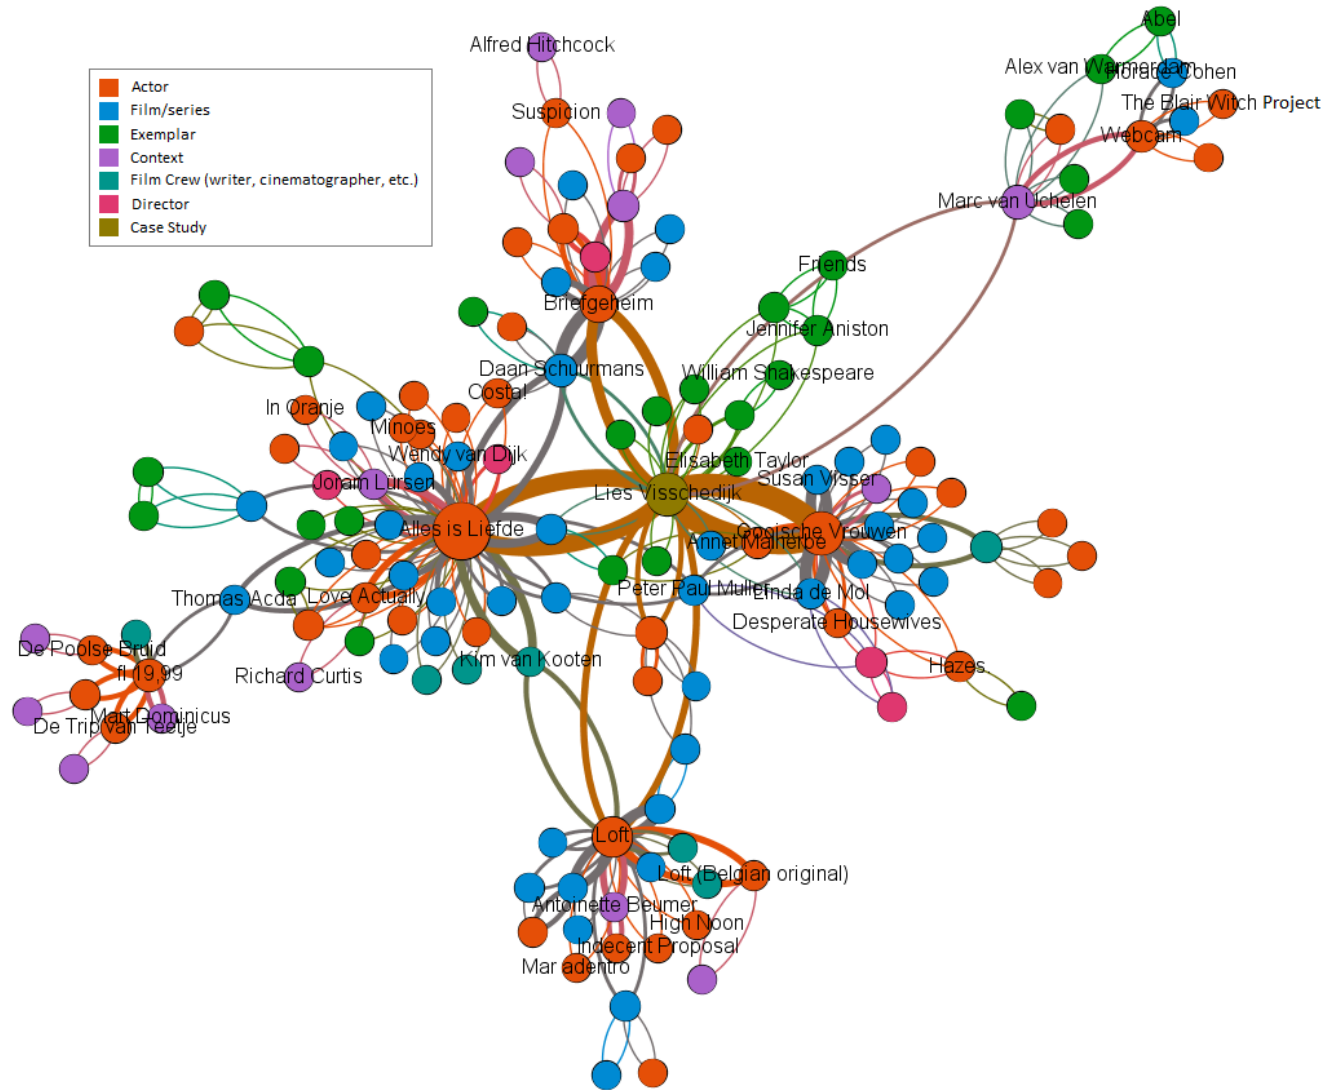 Abel
Alfred Hitchcock
Alex van Warmerdam
Horace Cohen
Actor
Film/series
Exemplar
Context
Film Crew (writer, cinematographer, etc.)
Director
Case Study
Suspicion
The Blair Witch Project
Webcam
Marc van Uchelen
Friends
Briefgeheim
Jennifer Aniston
Daan Schuurmans
William Shakespeare
Costa!
In Oranje
Minoes
Wendy van Dijk
Elisabeth Taylor
Susan Visser
Joram Lürsen
Lies Visschedijk
Alles is Liefde
Gooische Vrouwen
Annet Malherbe
Peter Paul Muller
Linda de Mol
Thomas Acda
Love Actually
Desperate Housewives
De Poolse Bruid
fl 19,99
Richard Curtis
Kim van Kooten
Hazes
Mart Dominicus
De Trip van Teetje
Loft
Loft (Belgian original)
Antoinette Beumer
High Noon
Indecent Proposal
Mar adentro